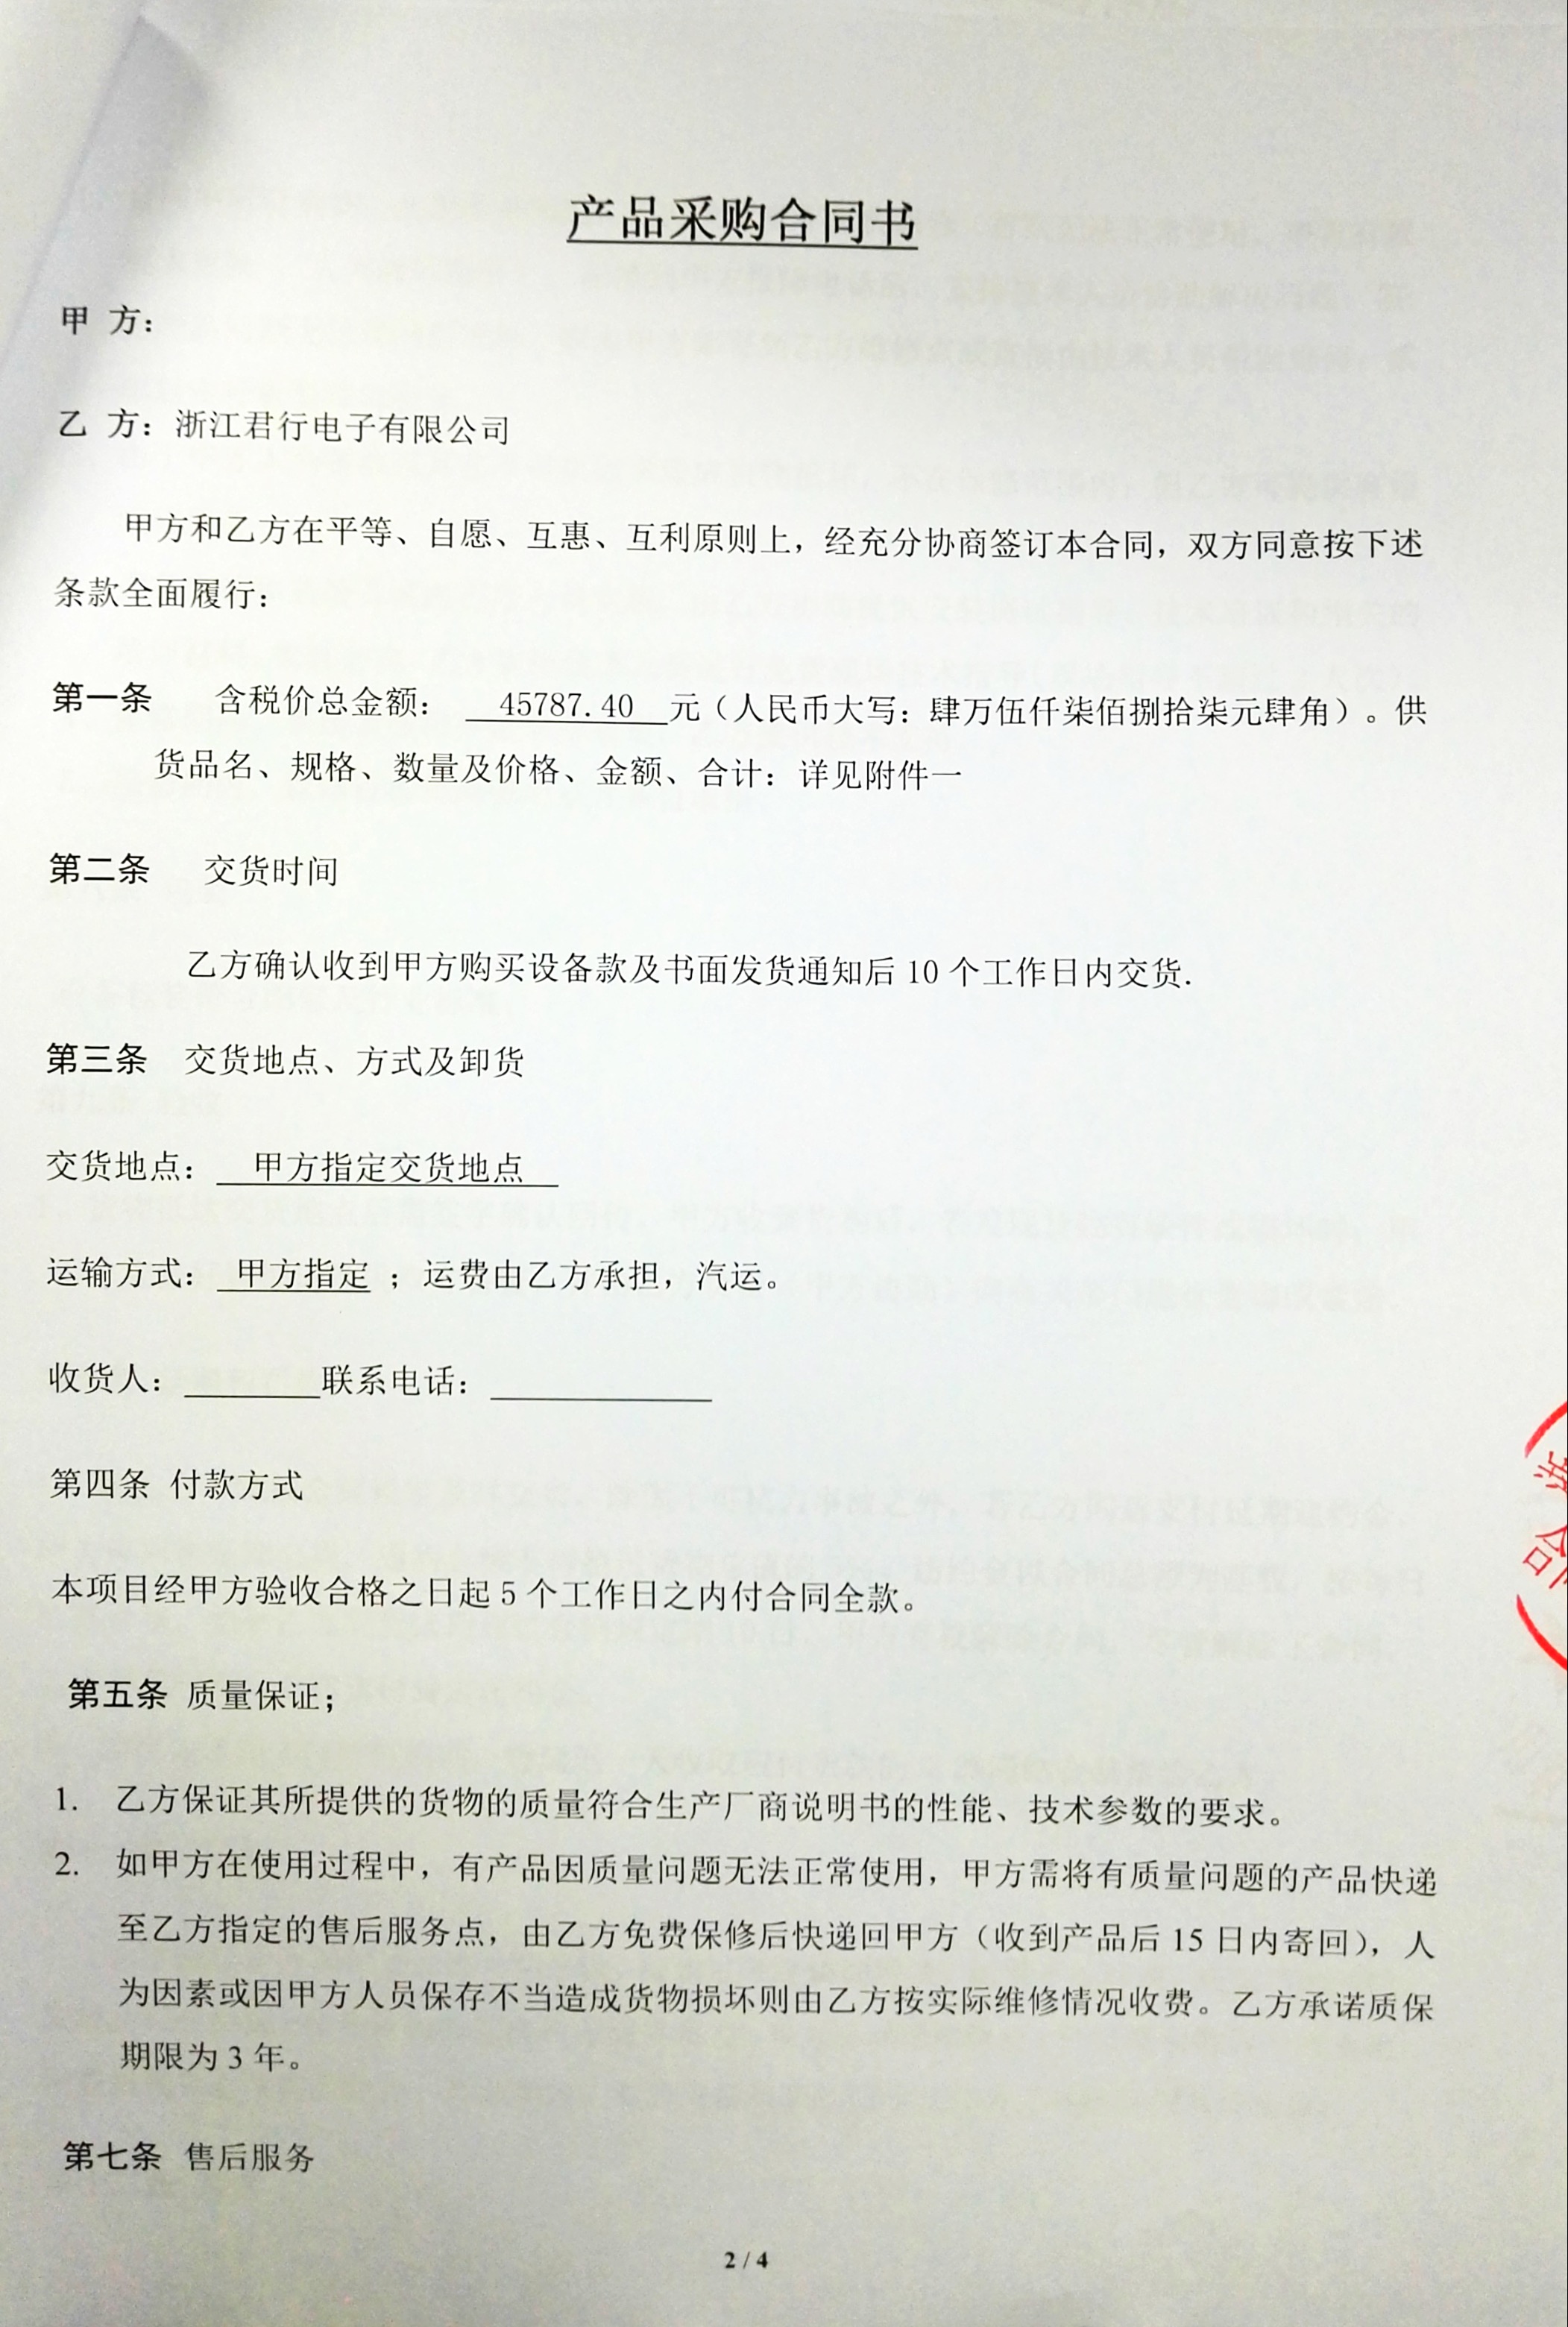 产品采购合同书
甲 方：
乙 方：浙江君行电子有限公司
甲方和乙方在平等、自愿、互惠、互利原则上，经充分协商签订本合同，双方同意按下述
条款全面履行：
第一条 含税价总金额： 45787.40 元（人民币大写：肆万伍仟柒佰捌拾柒元肆角）。供
货品名、规格、数量及价格、金额、合计：详见附件一
第二条 交货时间
乙方确认收到甲方购买设备款及书面发货通知后 10 个工作日内交货.
第三条 交货地点、方式及卸货
交货地点： 甲方指定交货地点
运输方式： 甲方指定 ；运费由乙方承担，汽运。
收货人：________联系电话：_____________
第四条 付款方式
本项目经甲方验收合格之日起 5 个工作日之内付合同全款。
第五条 质量保证；
1. 乙方保证其所提供的货物的质量符合生产厂商说明书的性能、技术参数的要求。
2. 如甲方在使用过程中，有产品因质量问题无法正常使用，甲方需将有质量问题的产品快递
至乙方指定的售后服务点，由乙方免费保修后快递回甲方（收到产品后 15 日内寄回），人
为因素或因甲方人员保存不当造成货物损坏则由乙方按实际维修情况收费。乙方承诺质保
期限为 3 年。
第七条 售后服务
2 / 4